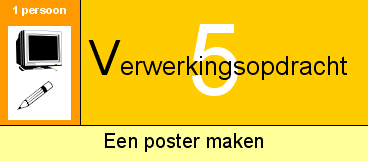 1 persoon
5
Verwerkingsopdracht
Een poster maken